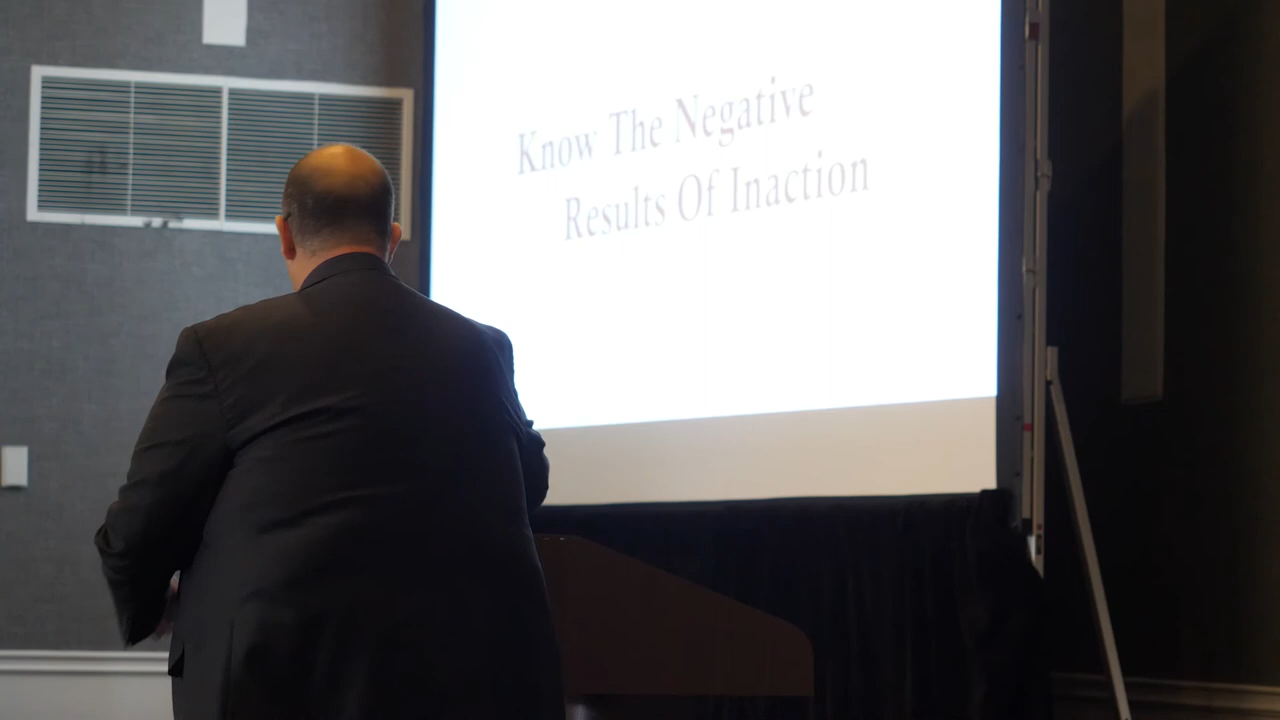 Know The Negative
Results Of Inaction